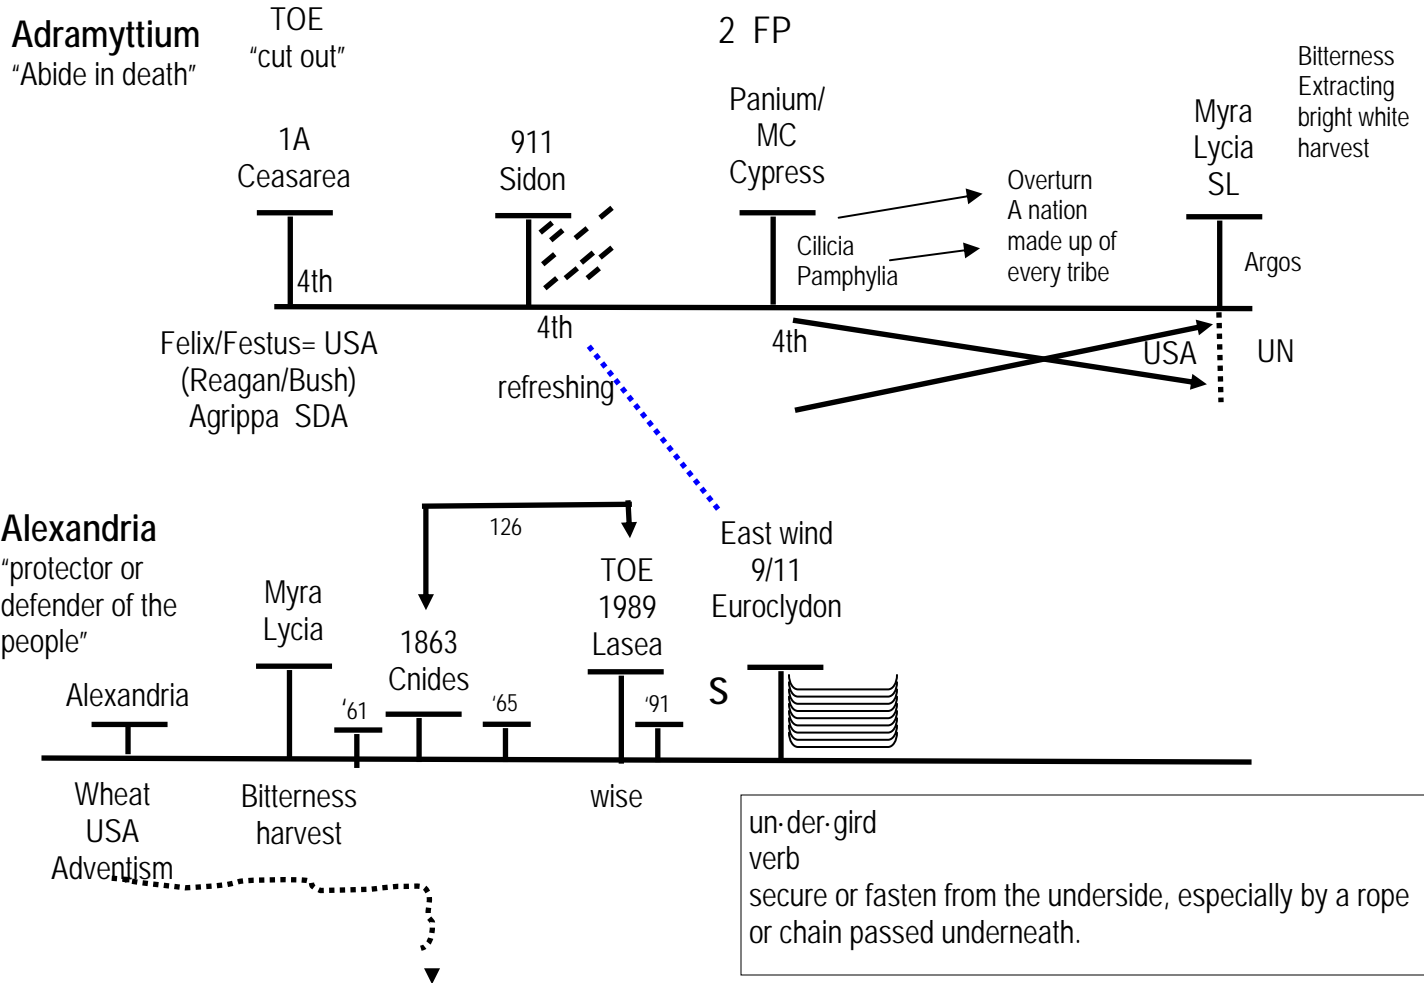 Adramyttium
"Abide in death"
TOE
"cut out"
2 FP
Bitterness
Extracting
bright white
harvest
1A
Ceasarea
911
Sidon
Panium/
MC
Cypress
Myra
Lycia
SL
Overturn
A nation
made up of
every tribe
Cilicia
Pamphylia
Argos
4th
4th
4th
Felix/Festus= USA
(Reagan/Bush)
Agrippa SDA
refreshing
USA
UN
Alexandria
"protector or
defender of the
people"
126
East wind
9/11
Euroclydon
TOE
1989
Lasea
Myra
Lycia
1863
Cnides
Alexandria
'61
'65
'91
S
Wheat
USA
Adventism
Bitterness
harvest
wise
un·der·gird
verb
secure or fasten from the underside, especially by a rope
or chain passed underneath.